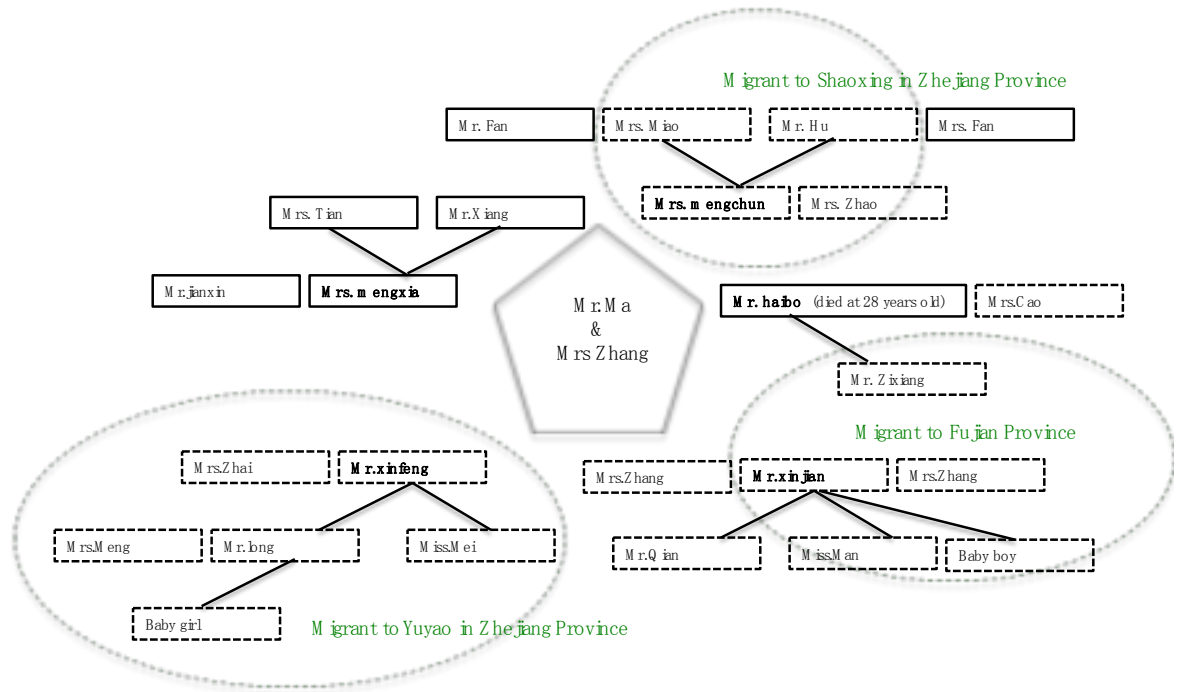 Migrant to Shaoxing in Zhejiang Province
Mr. Fan
Mrs. Miao
Mr. Hu
Mrs. Fan
Mrs. mengchun
Mrs. Zhao
Mrs. Tian
Mr.Xiang
Mr.jianxin
Mrs. mengxia
Mr. haibo (died at 28 years old)
Mrs.Cao
Mr.Ma
&
Mrs Zhang
Mr. Zixiang
Migrant to Fujian Province
Mrs.Zhai
Mr.xinfeng
Mrs.Zhang
Mr.xinjian
Mrs.Zhang
Mrs.Meng
Mr.long
Miss.Mei
Mr.Qian
Miss.Man
Baby boy
Baby girl
Migrant to Yuyao in Zhejiang Province